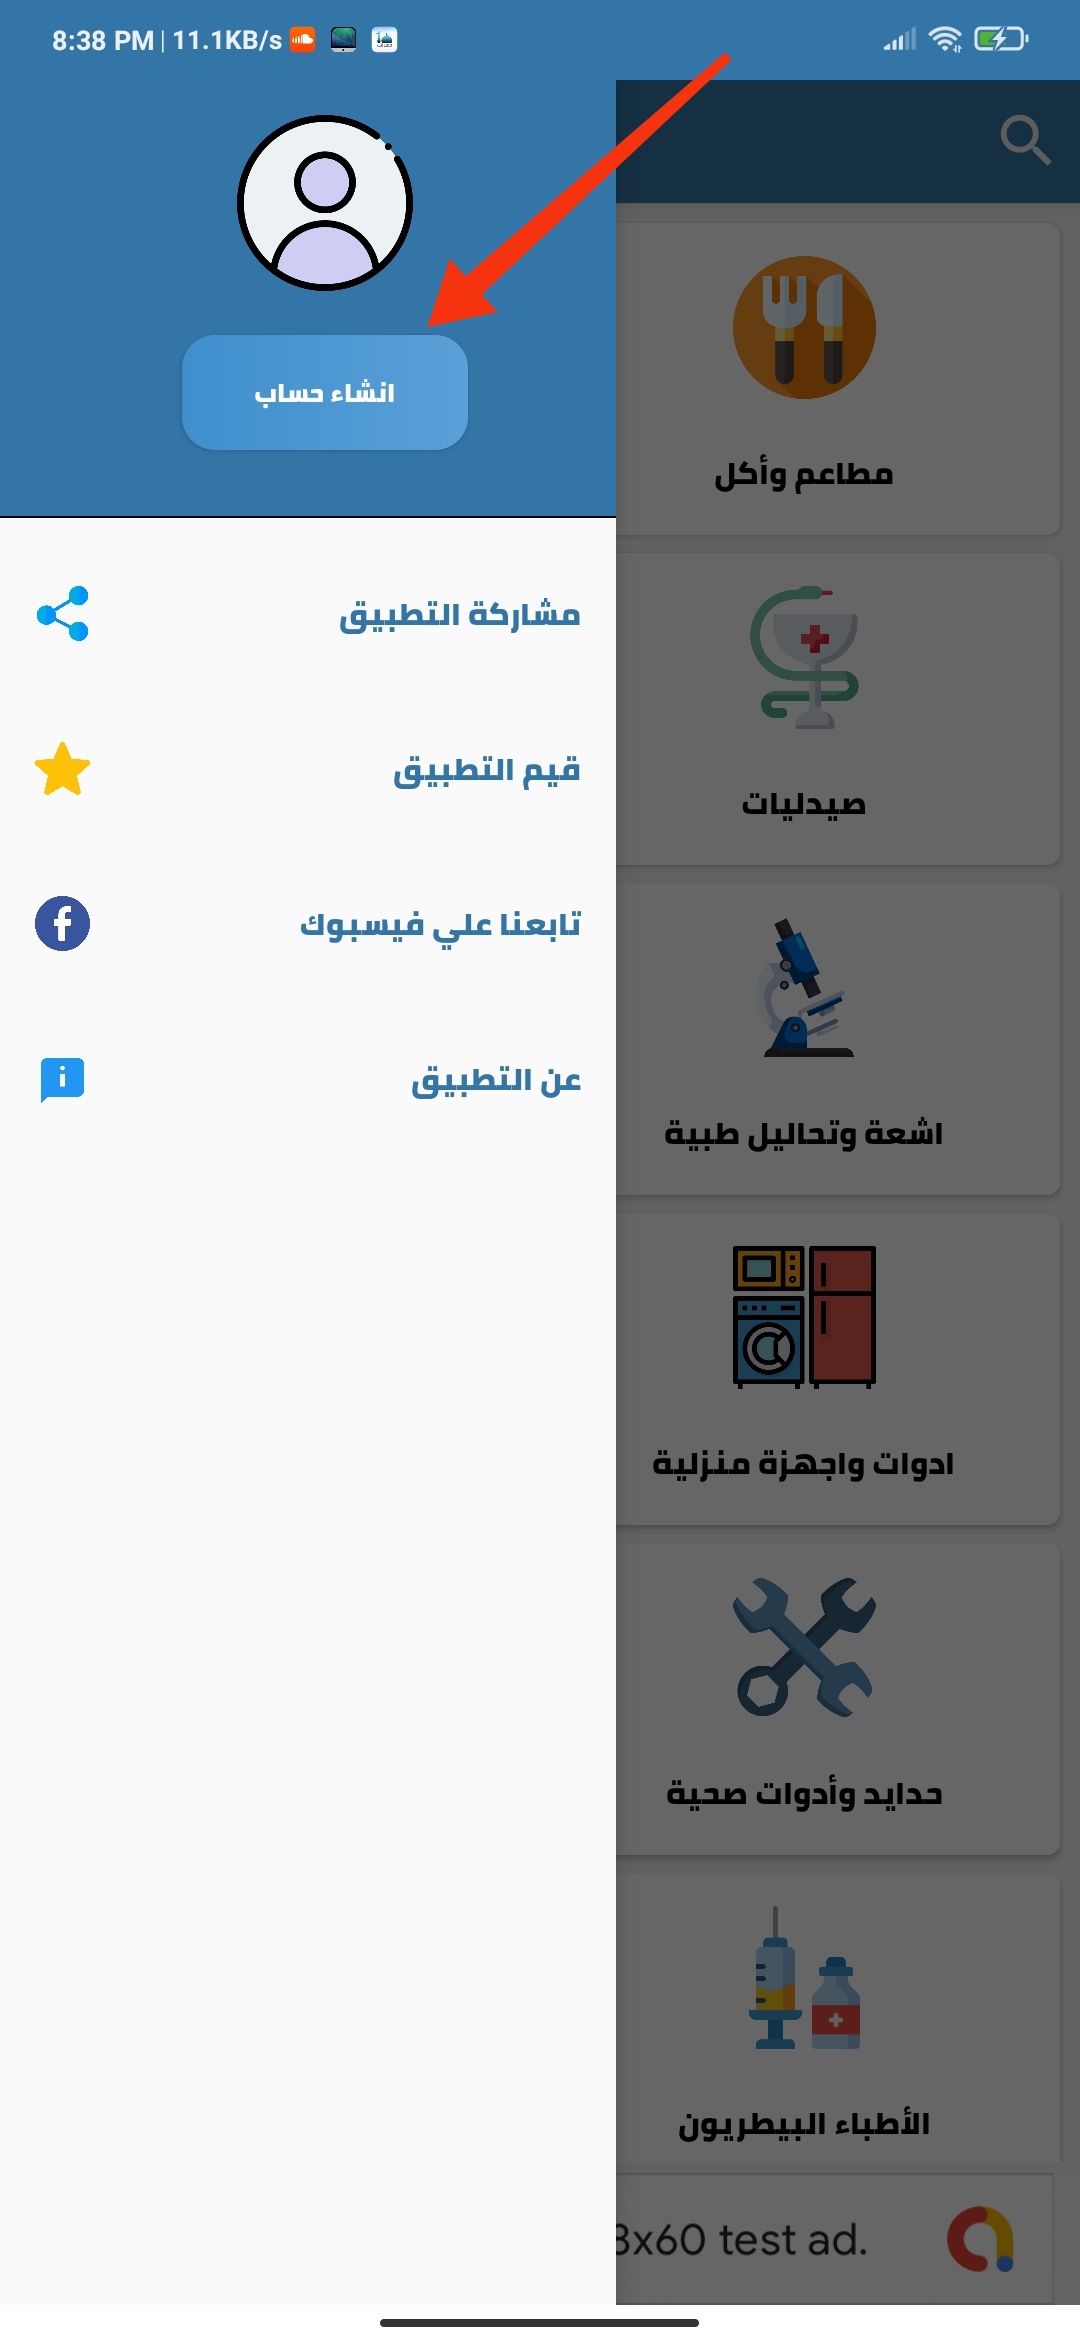 8:38 PM | 11.1KB/s
انشاء حساب
مشاركة التطبيق
قيم التطبيق
تابعنا علي فيسبوك
عن التطبيق
مطاعم وأكل
صيدليات
اشعة وتحاليل طبية
ادوات واجهزة منزلية
حدايد وأدوات صحية
الأطباء البيطريون
8x60 test ad.